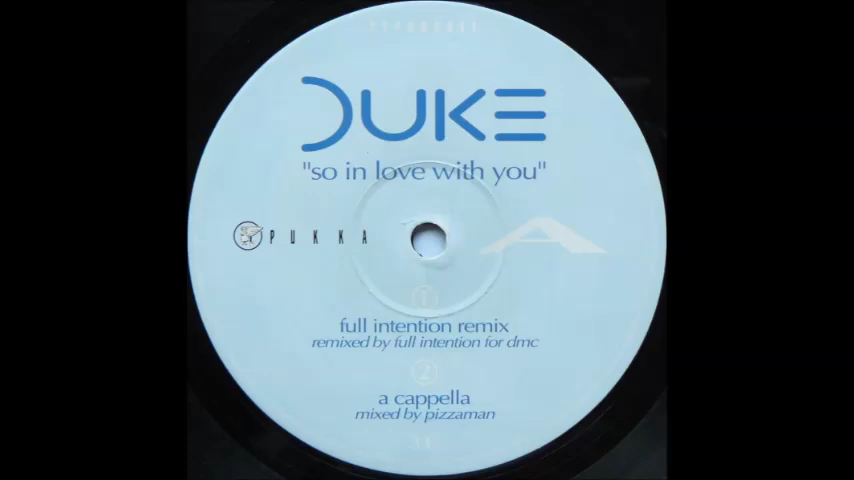 DUKE
"so in love with you"
PUKKA
A
1
full intention remix
remixed by full intention for dmc
2
a cappella
mixed by pizzaman